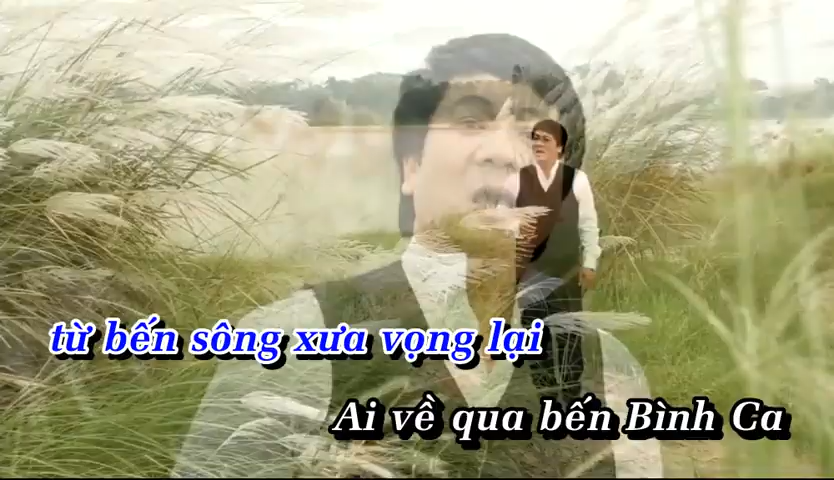 từ bến sông xưa vọng lại
Ai về qua bến Bình Ca